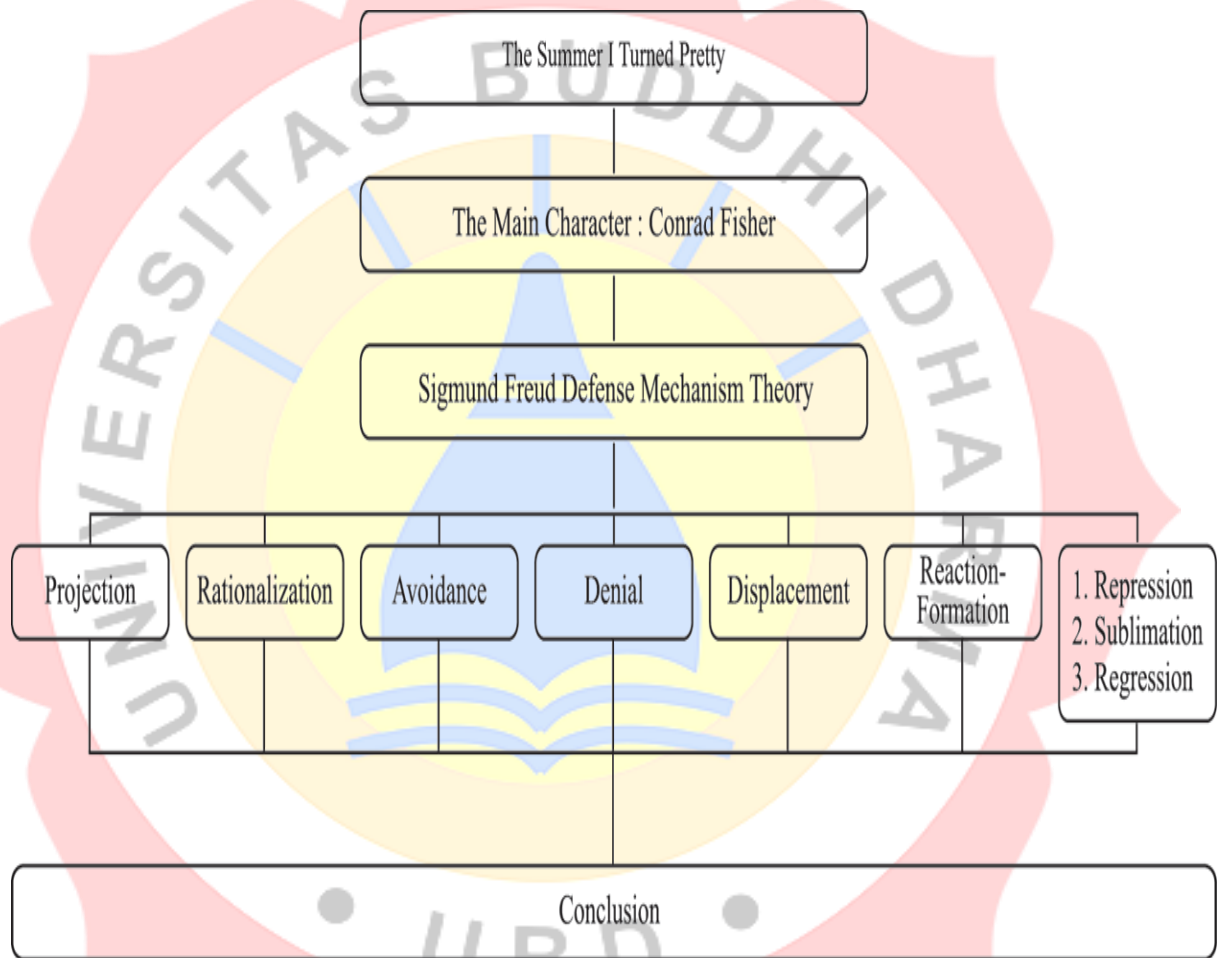 The Summer I Turned Pretty
The Main Character : Conrad Fisher
Sigmund Freud Defense Mechanism Theory
Projection
Rationalization
Avoidance
Denial
Displacement
Reaction-
Formation
1. Repression
2. Sublimation
3. Regression
Conclusion
UNIVERSITAS BUDDHI DHARMA
UBD